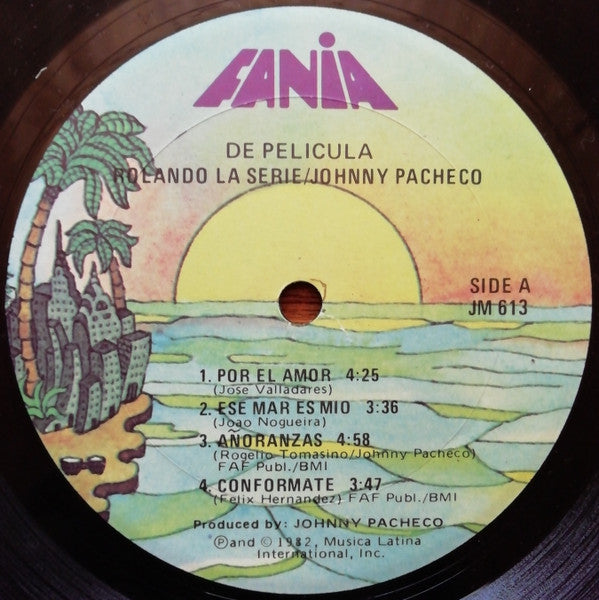 FANIA
DE PELICULA
ROLANDO LA SERIE/JOHNNY PACHECO
SIDE A
JM 613
1. POR EL AMOR 4:25
(Jose Valladares)
2. ESE MAR ES MIO 3:36
(Joao Nogueira)
3. AÑORANZAS 4:58
(Rogelio Tomasino/Johnny Pacheco)
FAF Publ./BMI
4. CONFORMATE 3:47
(Felix Hernandez) FAF Publ/BMI
Produced by: JOHNNY PACHECO
Ⓟand © 1982, Musica Latina
International, Inc.